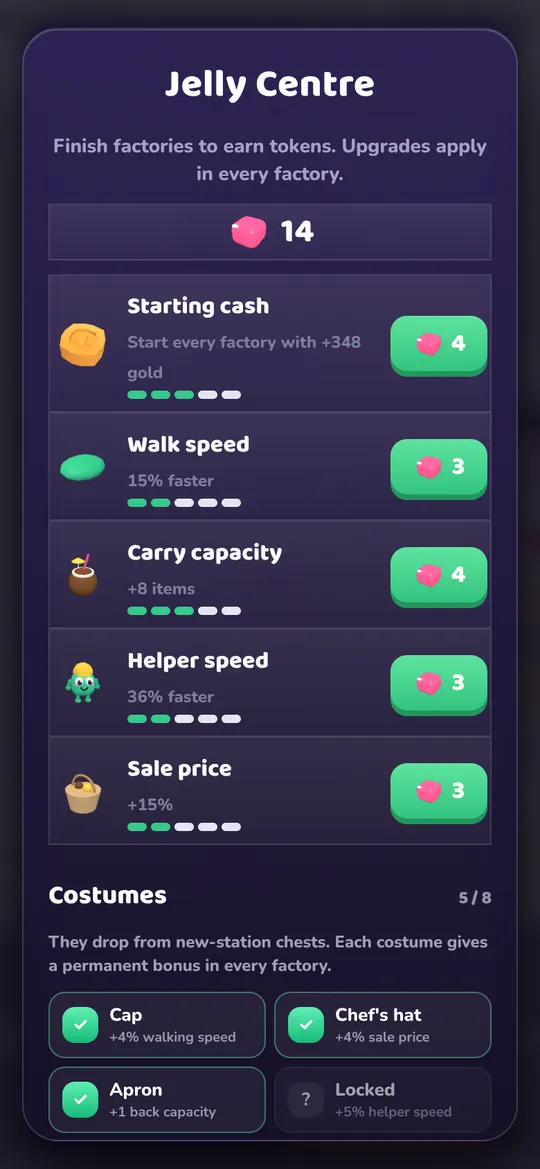 Jelly Centre
Finish factories to earn tokens. Upgrades apply
in every factory.
14
Starting cash
Start every factory with +348
gold
4
Walk speed
15% faster
3
Carry capacity
+8 items
4
Helper speed
36% faster
3
Sale price
+15%
3
Costumes
5 / 8
They drop from new-station chests. Each costume gives
a permanent bonus in every factory.
Cap
+4% walking speed
Chef's hat
+4% sale price
Apron
+1 back capacity
?
Locked
+5% helper speed